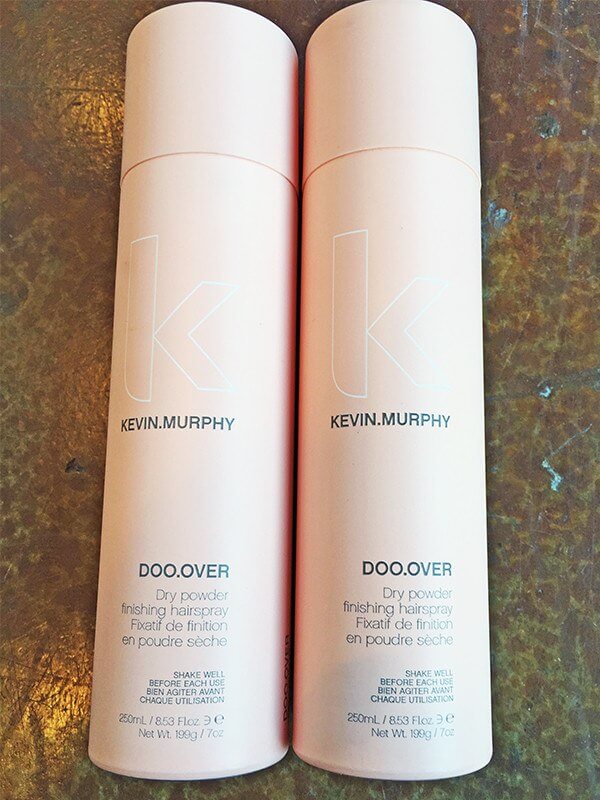 k
KEVIN.MURPHY
DOO.OVER
Dry powder
finishing hairspray
Fixatif de finition
en poudre sèche
SHAKE WELL
BEFORE EACH USE
BIEN AGITER AVANT
CHAQUE UTILISATION
250mL / 8.53 Fl.oz. ℮ C€
Net Wt. 199g / 7oz
DOO.OVER
k
KEVIN.MURPHY
DOO.OVER
Dry powder
finishing hairspray
Fixatif de finition
en poudre sèche
SHAKE WELL
BEFORE EACH USE
BIEN AGITER AVANT
CHAQUE UTILISATION
250mL / 8.53 Fl.oz. 3 ℮
Net Wt. 199g / 7oz